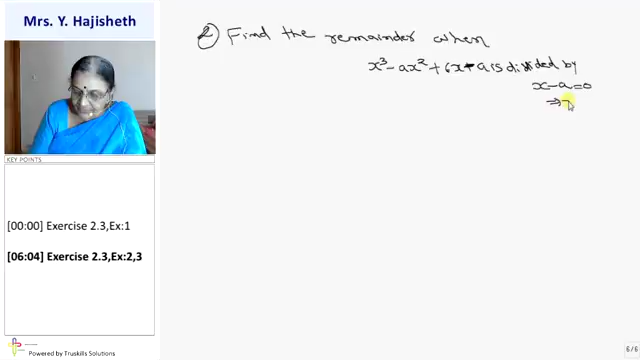 Mrs. Y. Hajisheth
KEY POINTS
[00:00] Exercise 2.3,Ex:1
[06:04] Exercise 2.3,Ex:2,3
Powered by Truskills Solutions
② Find the remainder when
x³ - ax² + 6x - a is divided by
x - a = 0
⇒
6/6